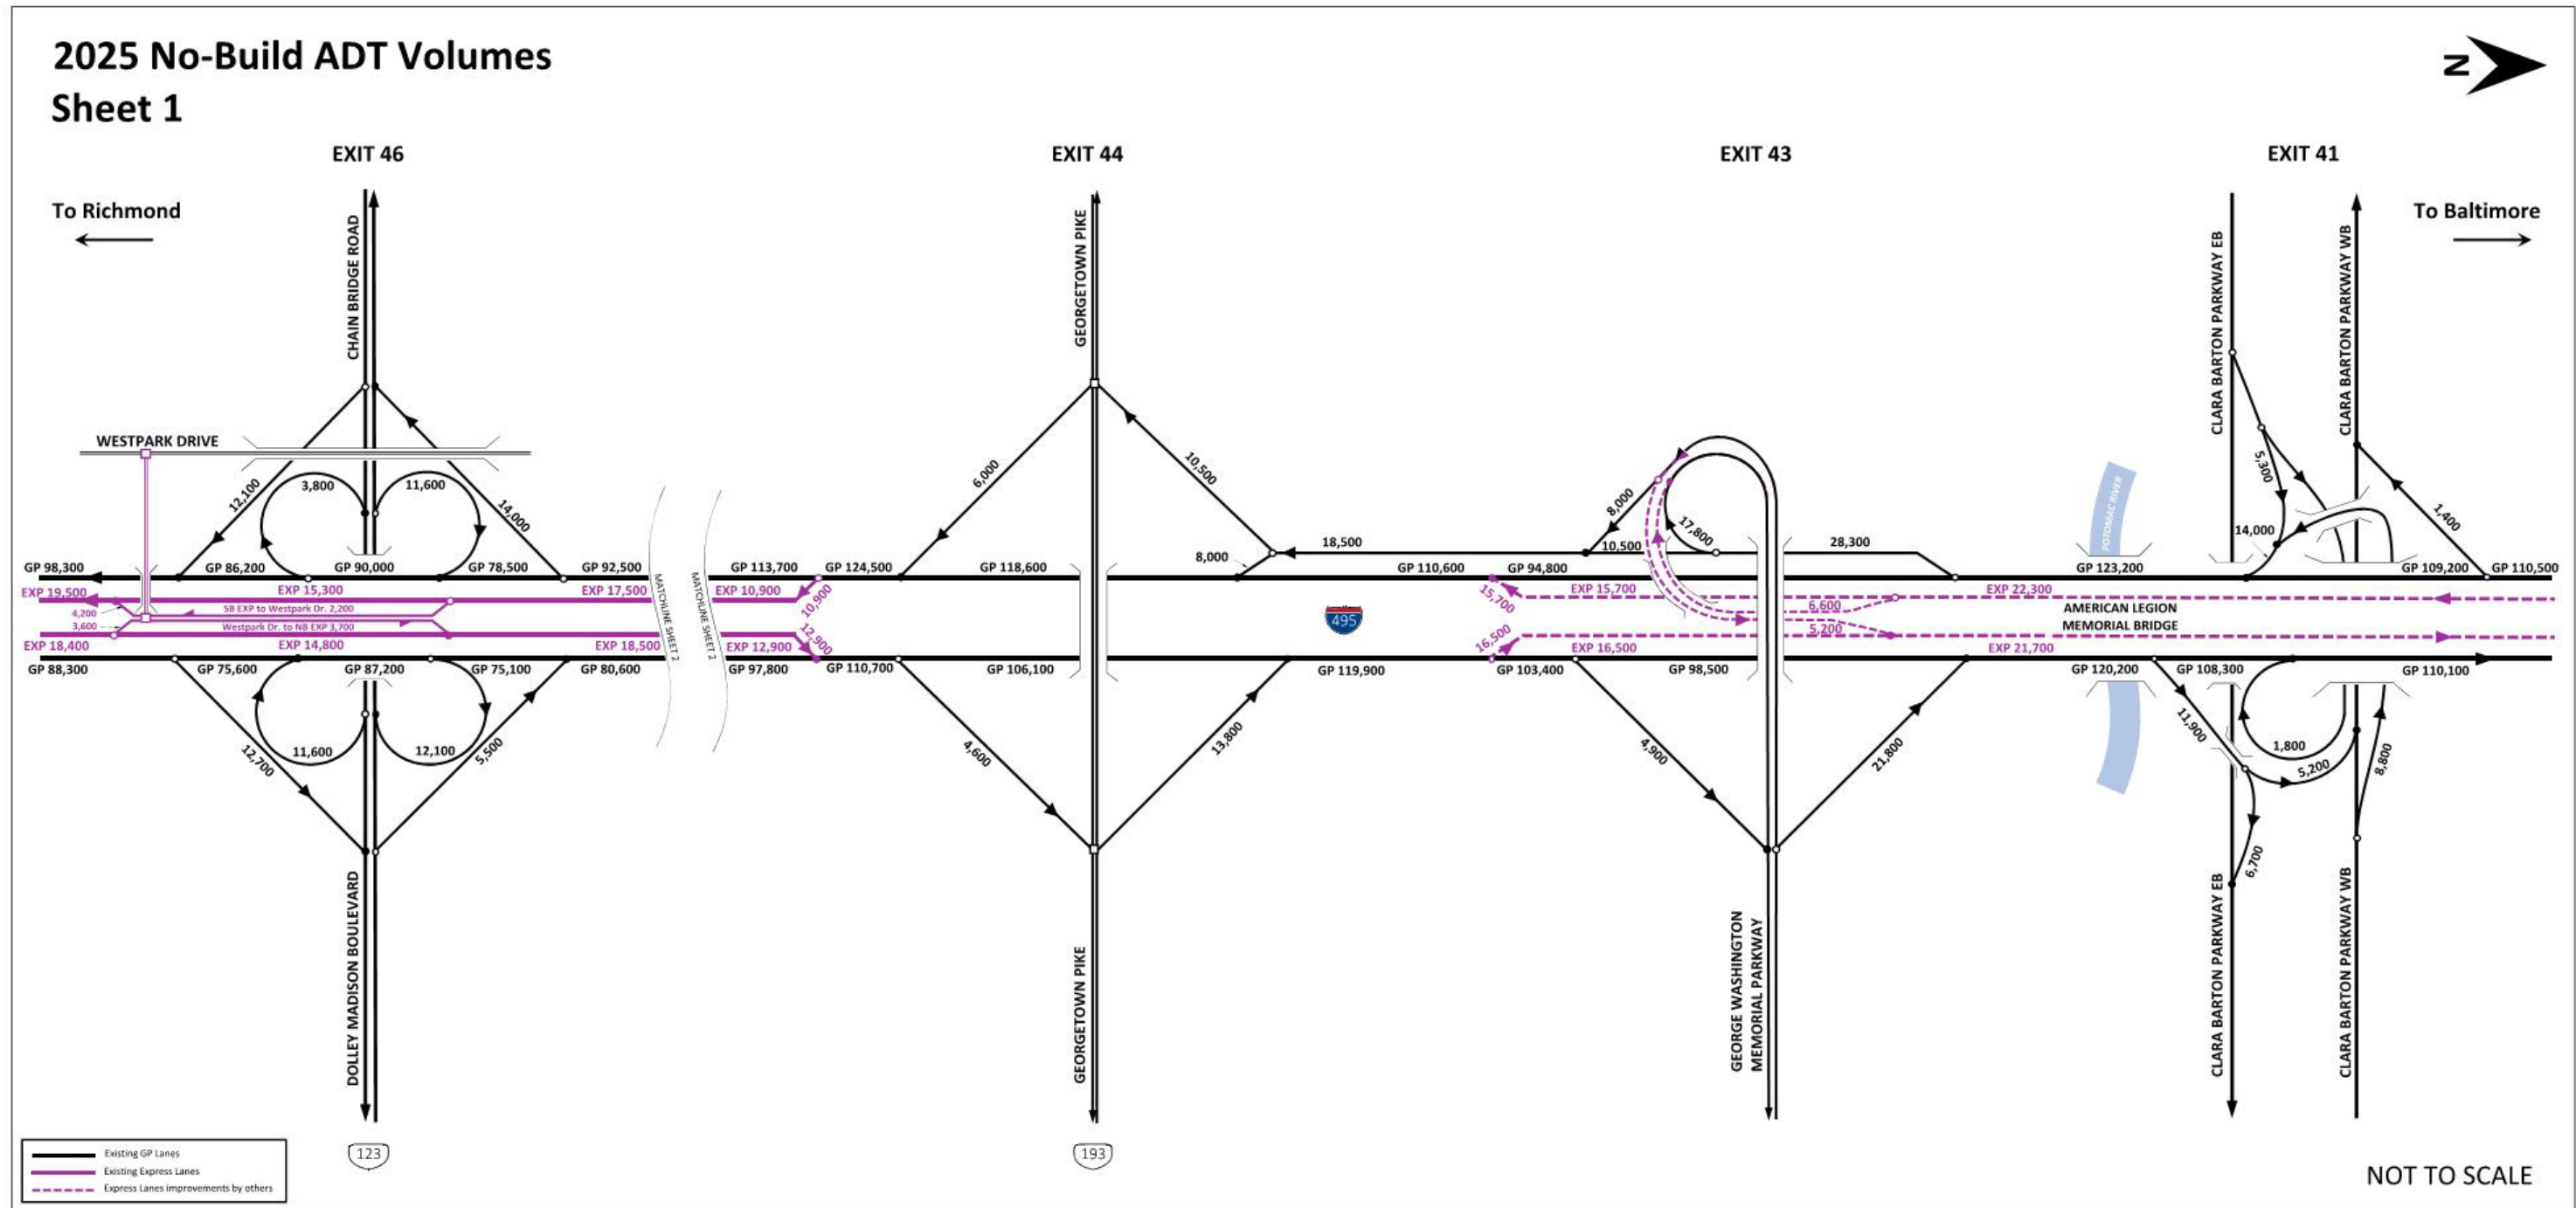 2025 No-Build ADT Volumes
Sheet 1
N
EXIT 46
EXIT 44
EXIT 43
EXIT 41
To Richmond
To Baltimore
CHAIN BRIDGE ROAD
GEORGETOWN PIKE
CLARA BARTON PARKWAY EB
CLARA BARTON PARKWAY WB
WESTPARK DRIVE
12,100
3,800
11,600
14,000
6,000
10,500
8,000
18,500
8,000
10,500
17,800
28,300
5,300
14,000
1,400
POTOMAC RIVER
GP 98,300
GP 86,200
GP 90,000
GP 78,500
GP 92,500
GP 113,700
GP 124,500
GP 118,600
GP 110,600
GP 94,800
GP 123,200
GP 109,200
GP 110,500
EXP 19,500
EXP 15,300
EXP 17,500
EXP 10,900
10,900
15,700
EXP 15,700
EXP 22,300
4,200
SB EXP to Westpark Dr. 2,200
6,600
AMERICAN LEGION
MEMORIAL BRIDGE
3,600
Westpark Dr. to NB EXP 3,700
495
5,200
MATCHLINE SHEET 2
MATCHLINE SHEET 2
EXP 18,400
EXP 14,800
EXP 18,500
EXP 12,900
12,900
16,500
EXP 16,500
EXP 21,700
GP 88,300
GP 75,600
GP 87,200
GP 75,100
GP 80,600
GP 97,800
GP 110,700
GP 106,100
GP 119,900
GP 103,400
GP 98,500
GP 120,200
GP 108,300
GP 110,100
12,700
11,600
12,100
5,500
4,600
13,800
4,900
21,800
11,900
1,800
5,200
8,800
6,700
DOLLEY MADISON BOULEVARD
GEORGETOWN PIKE
GEORGE WASHINGTON
MEMORIAL PARKWAY
CLARA BARTON PARKWAY EB
CLARA BARTON PARKWAY WB
123
193
Existing GP Lanes
Existing Express Lanes
Express Lanes improvements by others
NOT TO SCALE